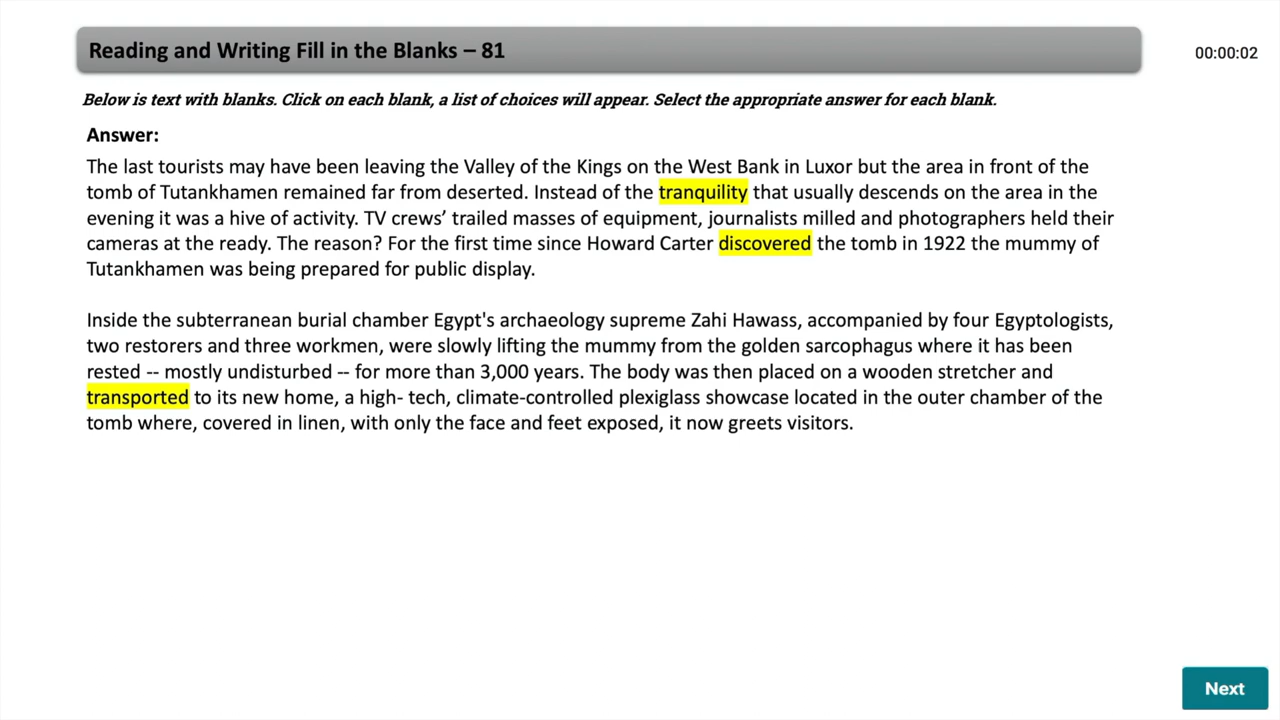 Reading and Writing Fill in the Blanks – 81
00:00:02
Below is text with blanks. Click on each blank, a list of choices will appear. Select the appropriate answer for each blank.
Answer:
The last tourists may have been leaving the Valley of the Kings on the West Bank in Luxor but the area in front of the
tomb of Tutankhamen remained far from deserted. Instead of the tranquility that usually descends on the area in the
evening it was a hive of activity. TV crews’ trailed masses of equipment, journalists milled and photographers held their
cameras at the ready. The reason? For the first time since Howard Carter discovered the tomb in 1922 the mummy of
Tutankhamen was being prepared for public display.
Inside the subterranean burial chamber Egypt's archaeology supreme Zahi Hawass, accompanied by four Egyptologists,
two restorers and three workmen, were slowly lifting the mummy from the golden sarcophagus where it has been
rested -- mostly undisturbed -- for more than 3,000 years. The body was then placed on a wooden stretcher and
transported to its new home, a high- tech, climate-controlled plexiglass showcase located in the outer chamber of the
tomb where, covered in linen, with only the face and feet exposed, it now greets visitors.
Next